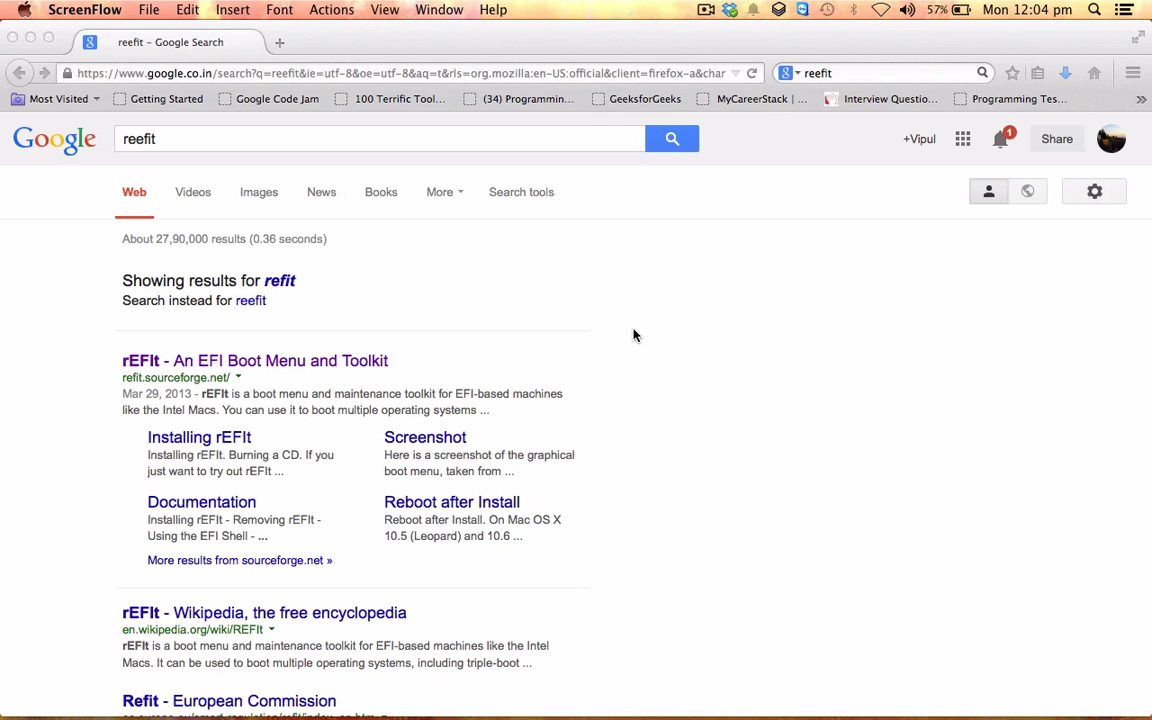 ScreenFlow File Edit Insert Font Actions View Window Help 57% Mon 12:04 pm
reefit - Google Search
https://www.google.co.in/search?q=reefit&ie=utf-8&oe=utf-8&aq=t&rls=org.mozilla:en-US:official&client=firefox-a&char reefit
Most Visited Getting Started Google Code Jam 100 Terrific Tool... (34) Programmin... GeeksforGeeks MyCareerStack | ... Interview Questio... Programming Tes... »
Google reefit +Vipul 1 Share
Web Videos Images News Books More Search tools
About 27,90,000 results (0.36 seconds)
Showing results for refit
Search instead for reefit
rEFIt - An EFI Boot Menu and Toolkit
refit.sourceforge.net/
Mar 29, 2013 - rEFIt is a boot menu and maintenance toolkit for EFI-based machines
like the Intel Macs. You can use it to boot multiple operating systems ...
Installing rEFIt
Installing rEFIt. Burning a CD. If you
just want to try out rEFIt ...
Screenshot
Here is a screenshot of the graphical
boot menu, taken from ...
Documentation
Installing rEFIt - Removing rEFIt -
Using the EFI Shell - ...
Reboot after Install
Reboot after Install. On Mac OS X
10.5 (Leopard) and 10.6 ...
More results from sourceforge.net »
rEFIt - Wikipedia, the free encyclopedia
en.wikipedia.org/wiki/REFIt
rEFIt is a boot menu and maintenance toolkit for EFI-based machines like the Intel
Macs. It can be used to boot multiple operating systems, including triple-boot ...
Refit - European Commission